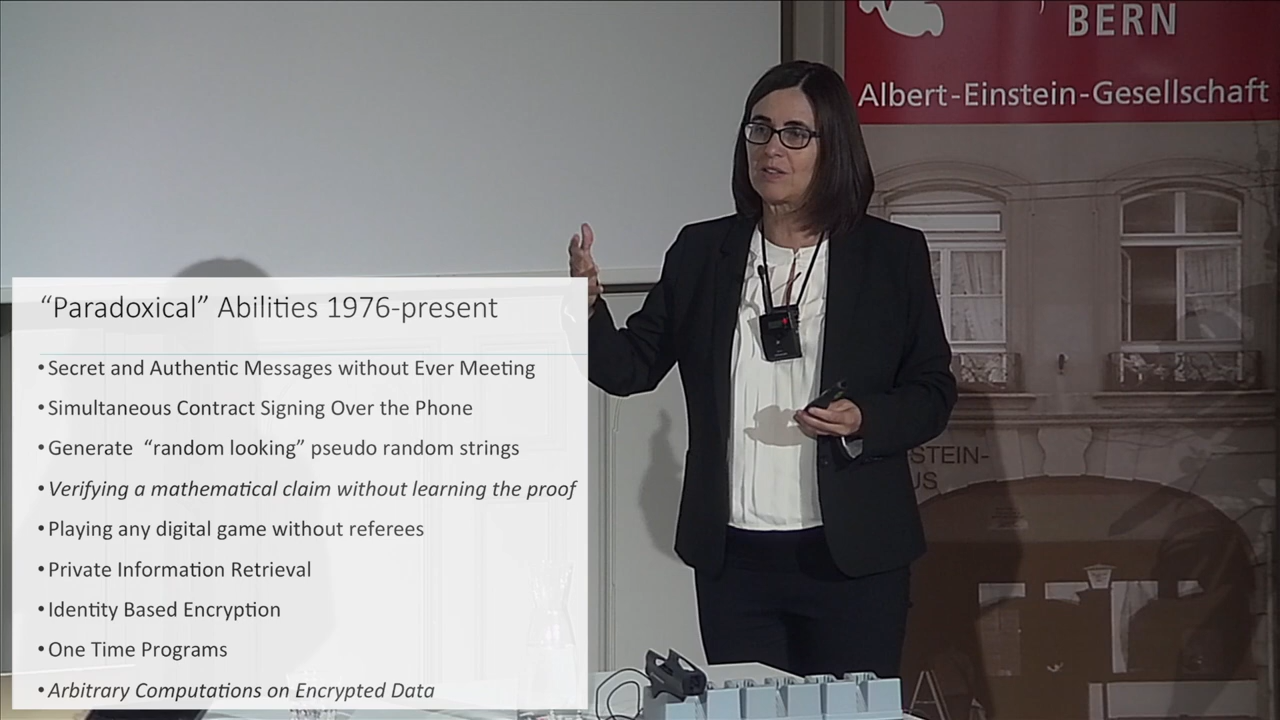 BERN
Albert-Einstein-Gesellschaft
“Paradoxical” Abilities 1976-present
•Secret and Authentic Messages without Ever Meeting
•Simultaneous Contract Signing Over the Phone
•Generate “random looking” pseudo random strings
•Verifying a mathematical claim without learning the proof
•Playing any digital game without referees
•Private Information Retrieval
•Identity Based Encryption
•One Time Programs
•Arbitrary Computations on Encrypted Data
STEIN-
US